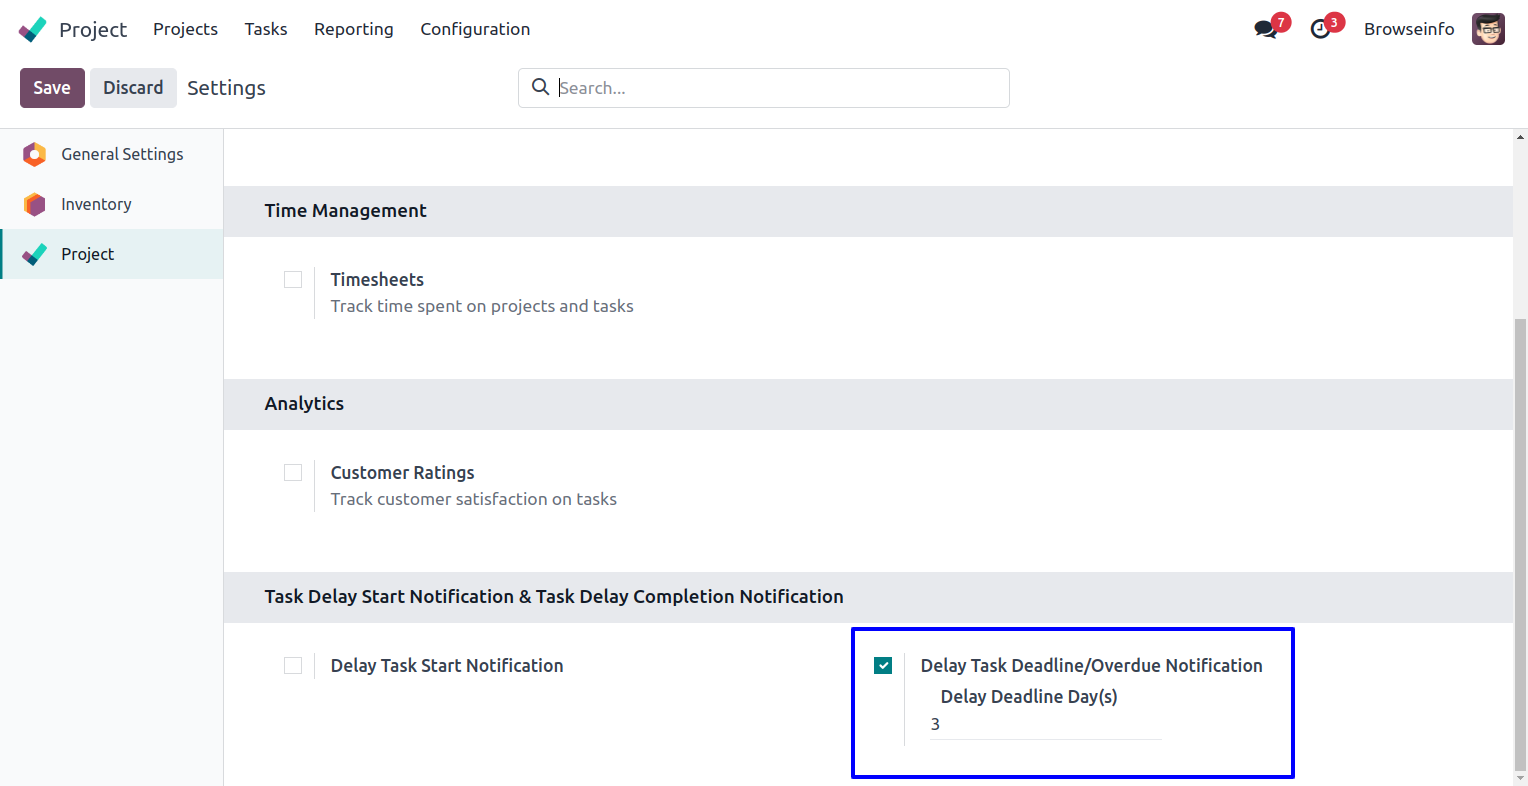 Project Projects Tasks Reporting Configuration 7 3 Browseinfo
Save Discard Settings Search...
General Settings
Inventory
Project
Time Management
Timesheets
Track time spent on projects and tasks
Analytics
Customer Ratings
Track customer satisfaction on tasks
Task Delay Start Notification & Task Delay Completion Notification
Delay Task Start Notification
Delay Task Deadline/Overdue Notification
Delay Deadline Day(s)
3